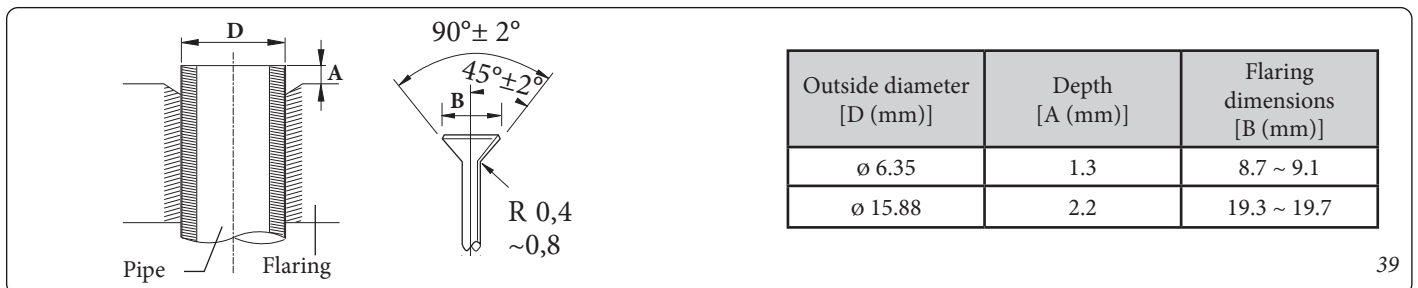 D
A
Pipe
Flaring
90°± 2°
45°±2°
B
R 0,4
~0,8
Outside diameter
[D (mm)]
Depth
[A (mm)]
Flaring
dimensions
[B (mm)]
ø 6.35
1.3
8.7 ~ 9.1
ø 15.88
2.2
19.3 ~ 19.7
39